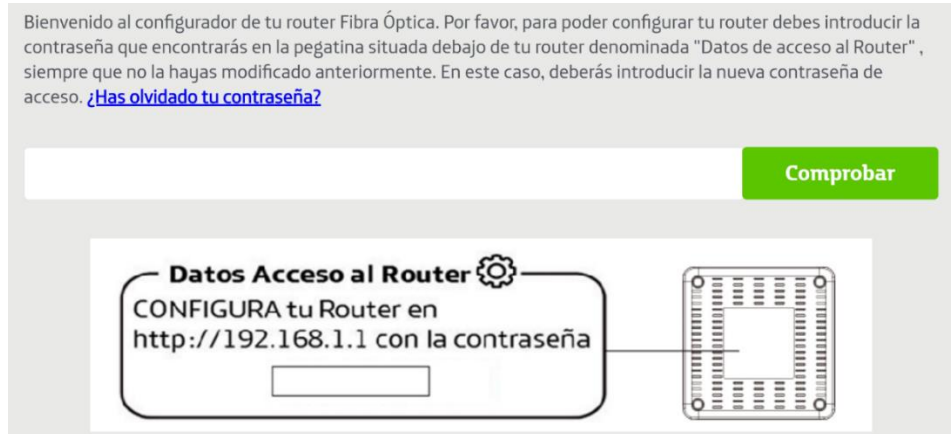 Bienvenido al configurador de tu router Fibra Óptica. Por favor, para poder configurar tu router debes introducir la
contraseña que encontrarás en la pegatina situada debajo de tu router denominada "Datos de acceso al Router" ,
siempre que no la hayas modificado anteriormente. En este caso, deberás introducir la nueva contraseña de
acceso. ¿Has olvidado tu contraseña?
Comprobar
Datos Acceso al Router
CONFIGURA tu Router en
http://192.168.1.1 con la contraseña